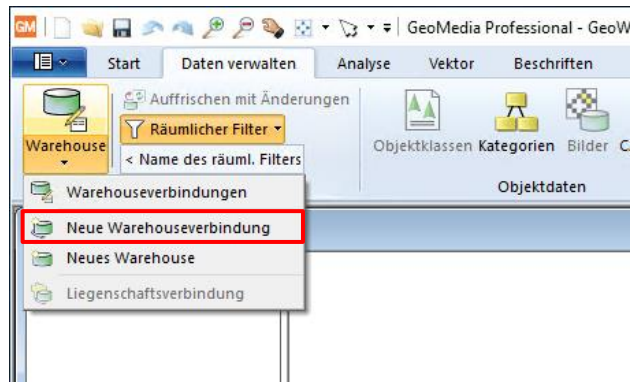 GM
GeoMedia Professional - GeoW
Start Daten verwalten Analyse Vektor Beschriften
Auffrischen mit Änderungen
Räumlicher Filter
< Name des räuml. Filters
Warehouse
Objektklassen Kategorien Bilder
Objektdaten
Warehouseverbindungen
Neue Warehouseverbindung
Neues Warehouse
Liegenschaftsverbindung